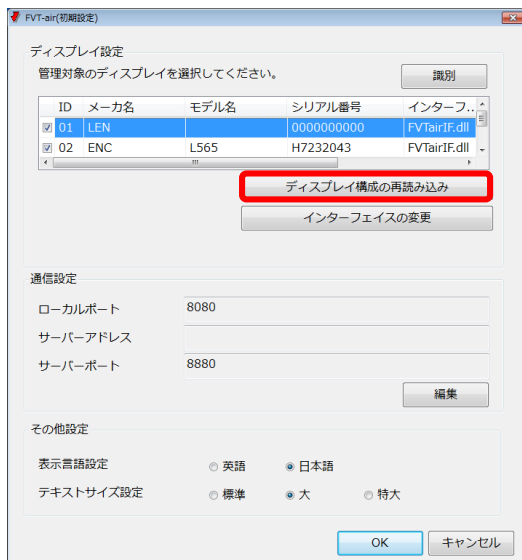 FVT-air(初期設定)
ディスプレイ設定
管理対象のディスプレイを選択してください。
識別
ID メーカ名 モデル名 シリアル番号 インターフ...
01 LEN 0000000000 FVTairIF.dll
02 ENC L565 H7232043 FVTairIF.dll
ディスプレイ構成の再読み込み
インターフェイスの変更
通信設定
ローカルポート 8080
サーバーアドレス
サーバーポート 8880
編集
その他設定
表示言語設定 英語 日本語
テキストサイズ設定 標準 大 特大
OK キャンセル